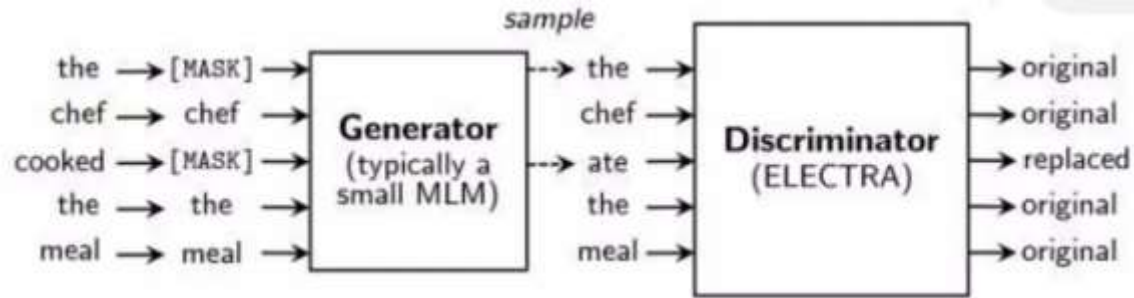 sample
the [MASK] the original
chef chef chef original
cooked [MASK] ate replaced
the the the original
meal meal meal original
Generator
(typically a
small MLM)
Discriminator
(ELECTRA)